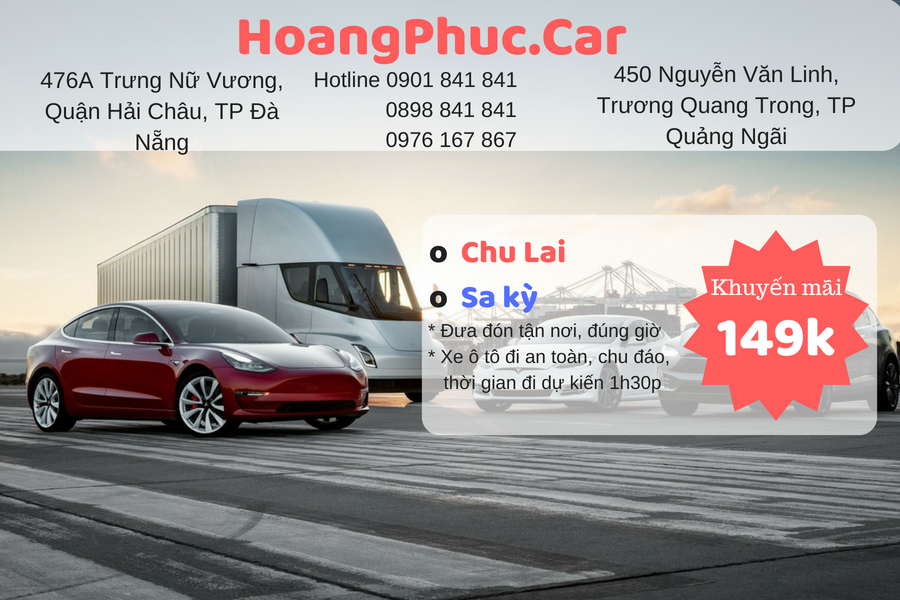 HoangPhuc.Car
476A Trưng Nữ Vương,
Quận Hải Châu, TP Đà
Nẵng
Hotline 0901 841 841
0898 841 841
0976 167 867
450 Nguyễn Văn Linh,
Trương Quang Trong, TP
Quảng Ngãi
o Chu Lai
o Sa kỳ
* Đưa đón tận nơi, đúng giờ
* Xe ô tô đi an toàn, chu đáo,
thời gian đi dự kiến 1h30p
Khuyến mãi
149k